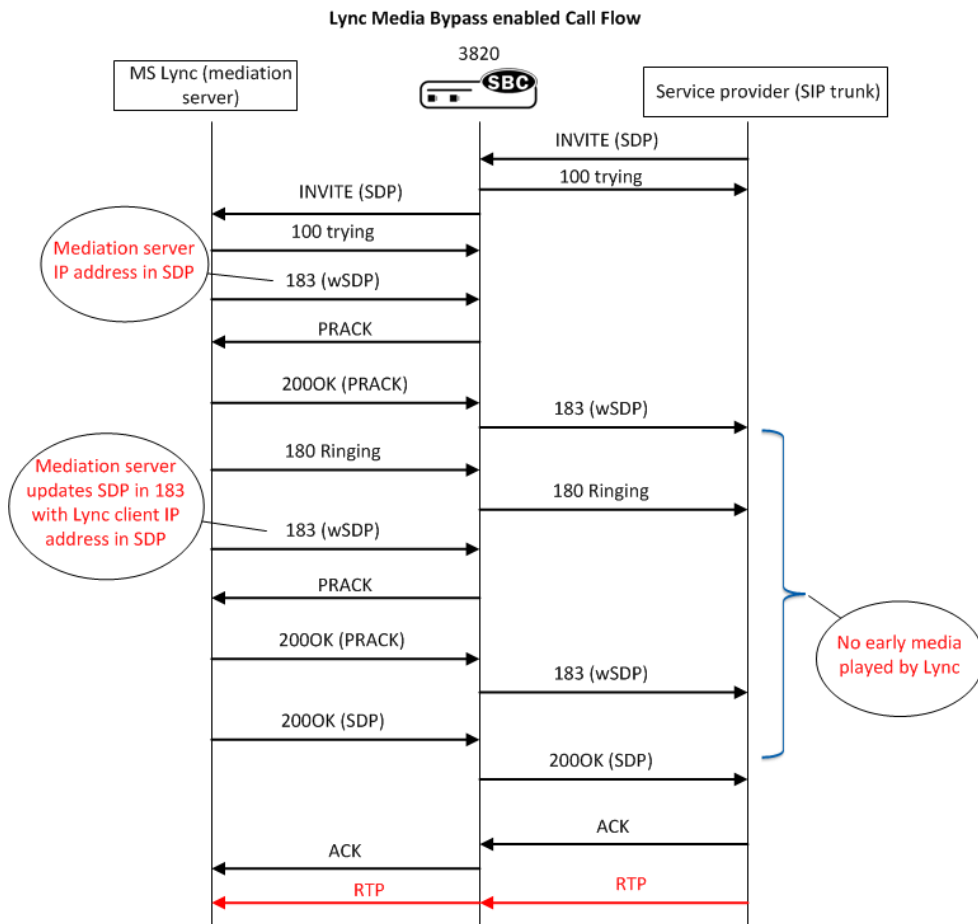 Lync Media Bypass enabled Call Flow
3820
SBC
MS Lync (mediation
server)
Service provider (SIP trunk)
INVITE (SDP)
100 trying
INVITE (SDP)
100 trying
Mediation server
IP address in SDP
183 (wSDP)
PRACK
200OK (PRACK)
183 (wSDP)
180 Ringing
Mediation server
updates SDP in 183
with Lync client IP
address in SDP
180 Ringing
183 (wSDP)
PRACK
No early media
played by Lync
200OK (PRACK)
183 (wSDP)
200OK (SDP)
200OK (SDP)
ACK
ACK
RTP
RTP